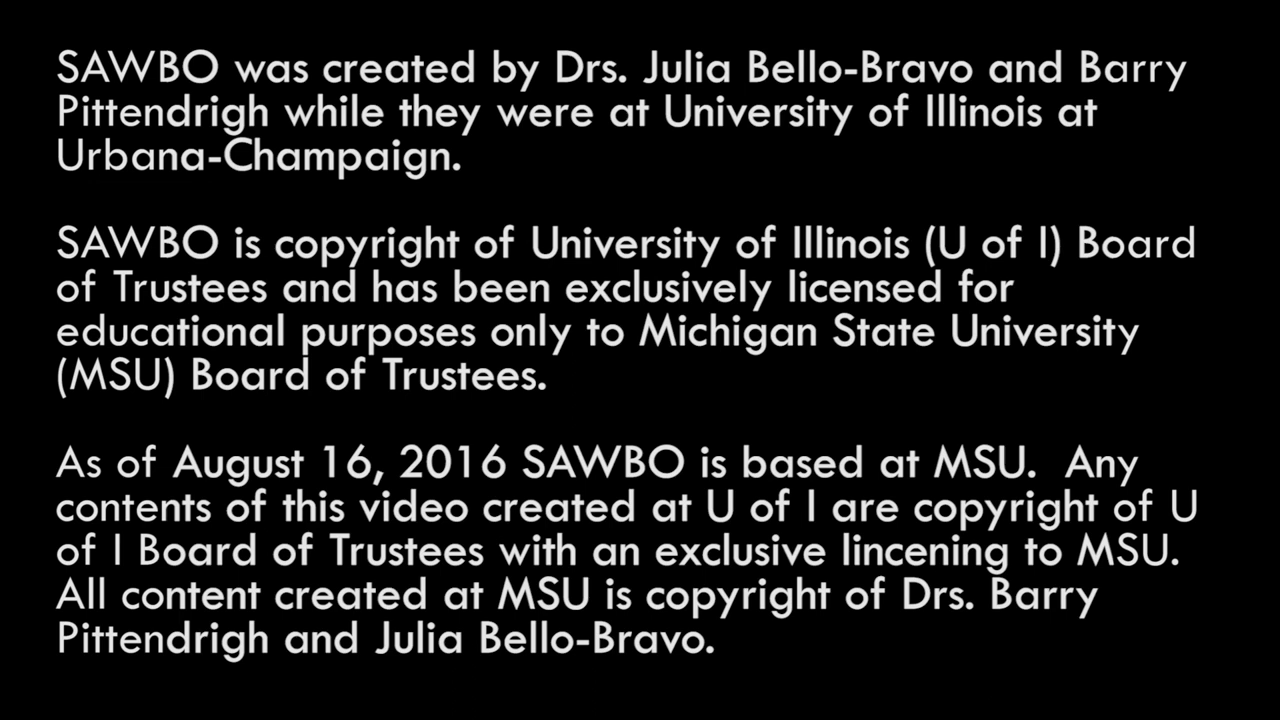 SAWBO was created by Drs. Julia Bello-Bravo and Barry
Pittendrigh while they were at University of Illinois at
Urbana-Champaign.
SAWBO is copyright of University of Illinois (U of I) Board
of Trustees and has been exclusively licensed for
educational purposes only to Michigan State University
(MSU) Board of Trustees.
As of August 16, 2016 SAWBO is based at MSU.  Any
contents of this video created at U of I are copyright of U
of I Board of Trustees with an exclusive lincening to MSU.
All content created at MSU is copyright of Drs. Barry
Pittendrigh and Julia Bello-Bravo.